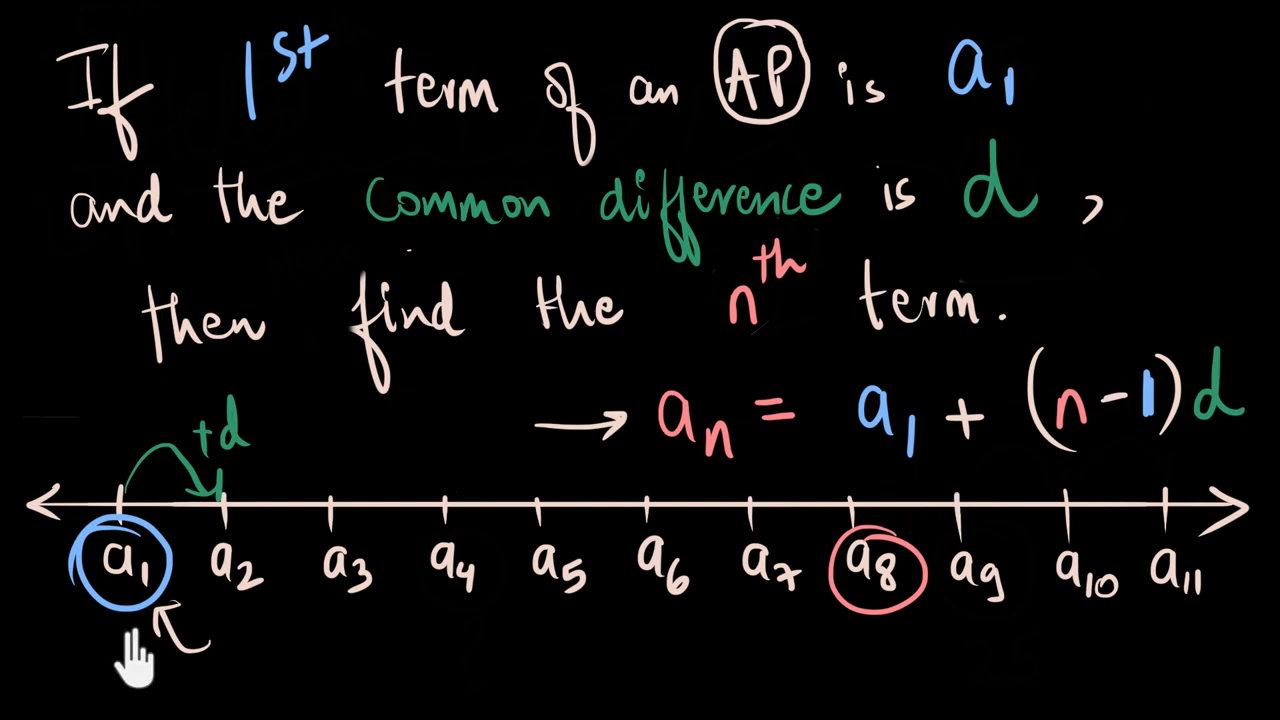 If 1st term of an AP is a₁
and the common difference is d,
then find the nth term.
→ aₙ = a₁ + (n-1)d
+d
a₁ a₂ a₃ a₄ a₅ a₆ a₇ a₈ a₉ a₁₀ a₁₁